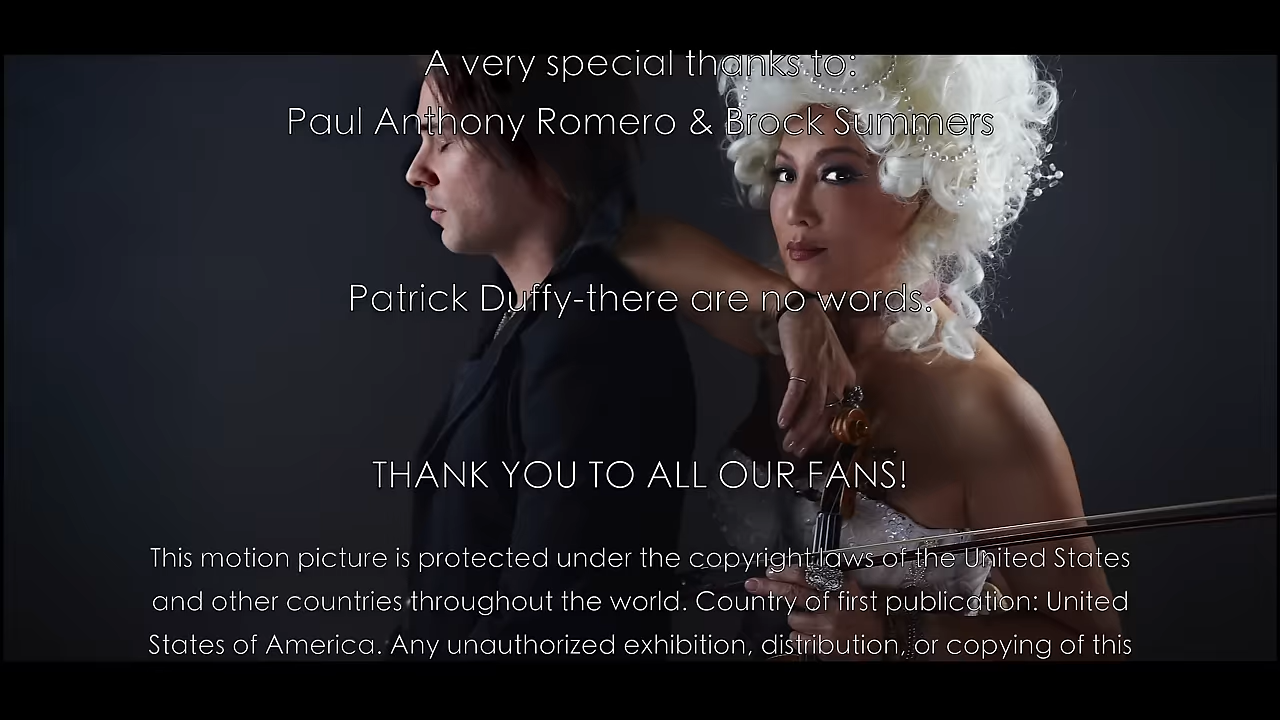 A very special thanks to:
Paul Anthony Romero & Brock Summers
Patrick Duffy-there are no words.
THANK YOU TO ALL OUR FANS!
This motion picture is protected under the copyright laws of the United States
and other countries throughout the world. Country of first publication: United
States of America. Any unauthorized exhibition, distribution, or copying of this